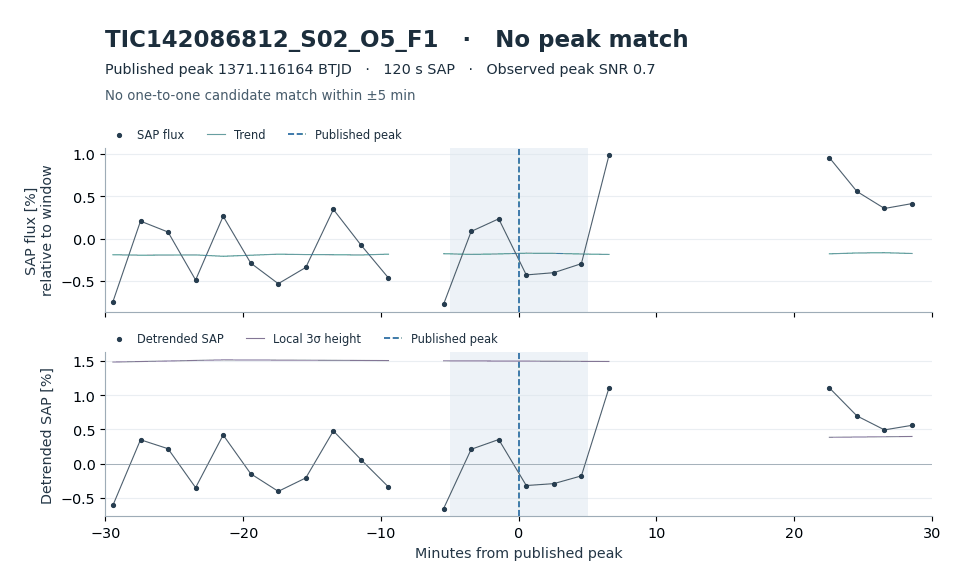 TIC142086812_S02_O5_F1 · No peak match
Published peak 1371.116164 BTJD · 120 s SAP · Observed peak SNR 0.7
No one-to-one candidate match within ±5 min
SAP flux Trend Published peak
1.0
0.5
0.0
−0.5
SAP flux [%]
relative to window
Detrended SAP Local 3σ height Published peak
1.5
1.0
0.5
0.0
−0.5
Detrended SAP [%]
−30 −20 −10 0 10 20 30
Minutes from published peak